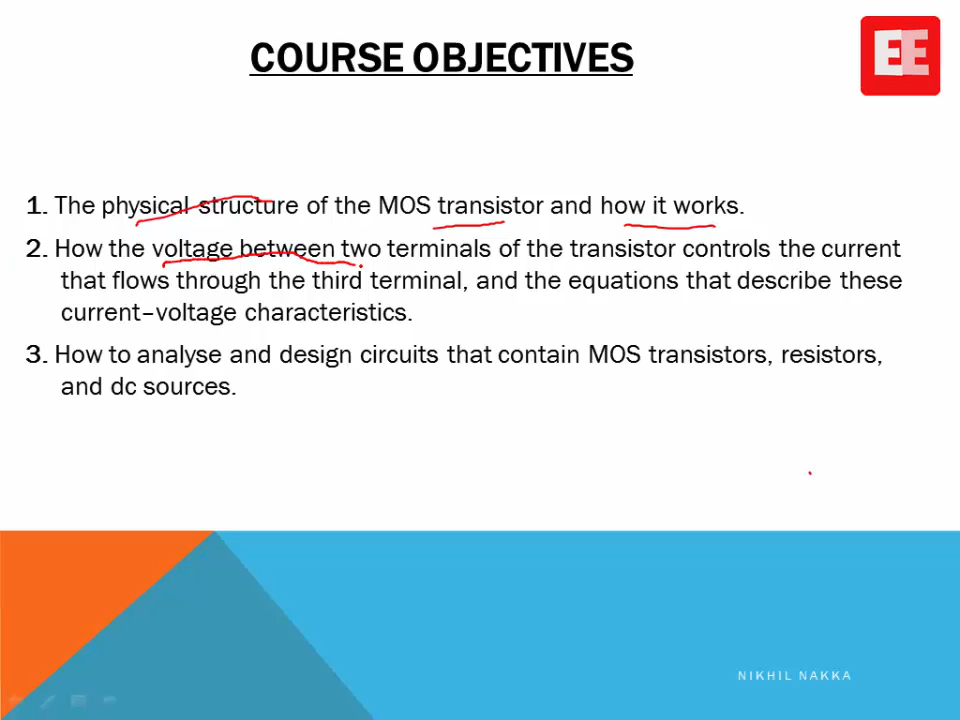 COURSE OBJECTIVES
EE
1. The physical structure of the MOS transistor and how it works.
2. How the voltage between two terminals of the transistor controls the current
that flows through the third terminal, and the equations that describe these
current–voltage characteristics.
3. How to analyse and design circuits that contain MOS transistors, resistors,
and dc sources.
NIKHIL NAKKA